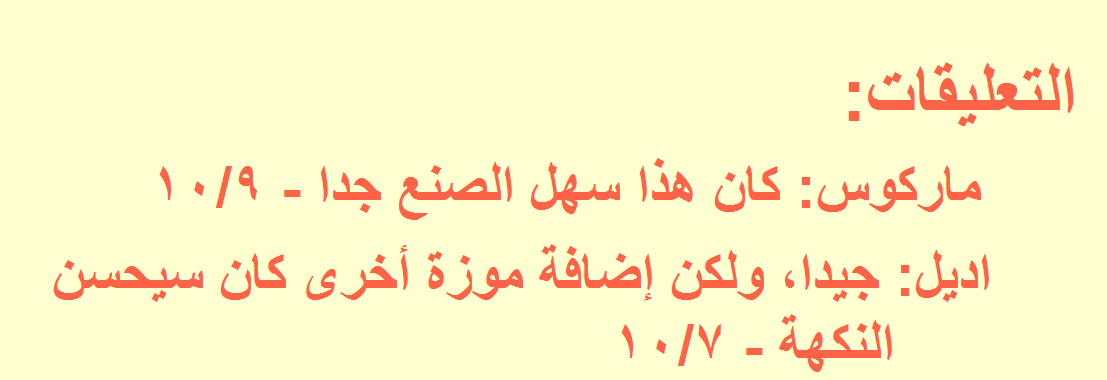 التعليقات:
ماركوس: كان هذا سهل الصنع جدا - ١٠/٩
اديل: جيدا، ولكن إضافة موزة أخرى كان سيحسن
النكهة - ١٠/٧